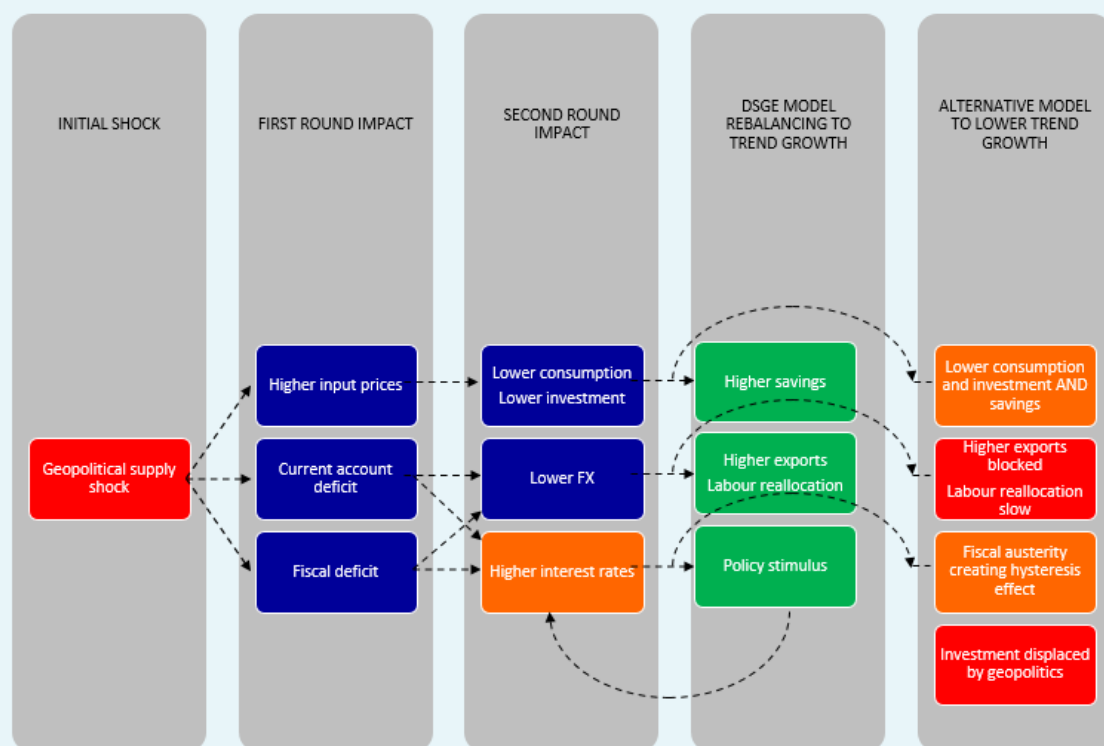 INITIAL SHOCK
FIRST ROUND IMPACT
SECOND ROUND
IMPACT
DSGE MODEL
REBALANCING TO
TREND GROWTH
ALTERNATIVE MODEL
TO LOWER TREND
GROWTH
Geopolitical supply
shock
Higher input prices
Current account
deficit
Fiscal deficit
Lower consumption
Lower investment
Lower FX
Higher interest rates
Higher savings
Higher exports
Labour reallocation
Policy stimulus
Lower consumption
and investment AND
savings
Higher exports
blocked
Labour reallocation
slow
Fiscal austerity
creating hysteresis
effect
Investment displaced
by geopolitics